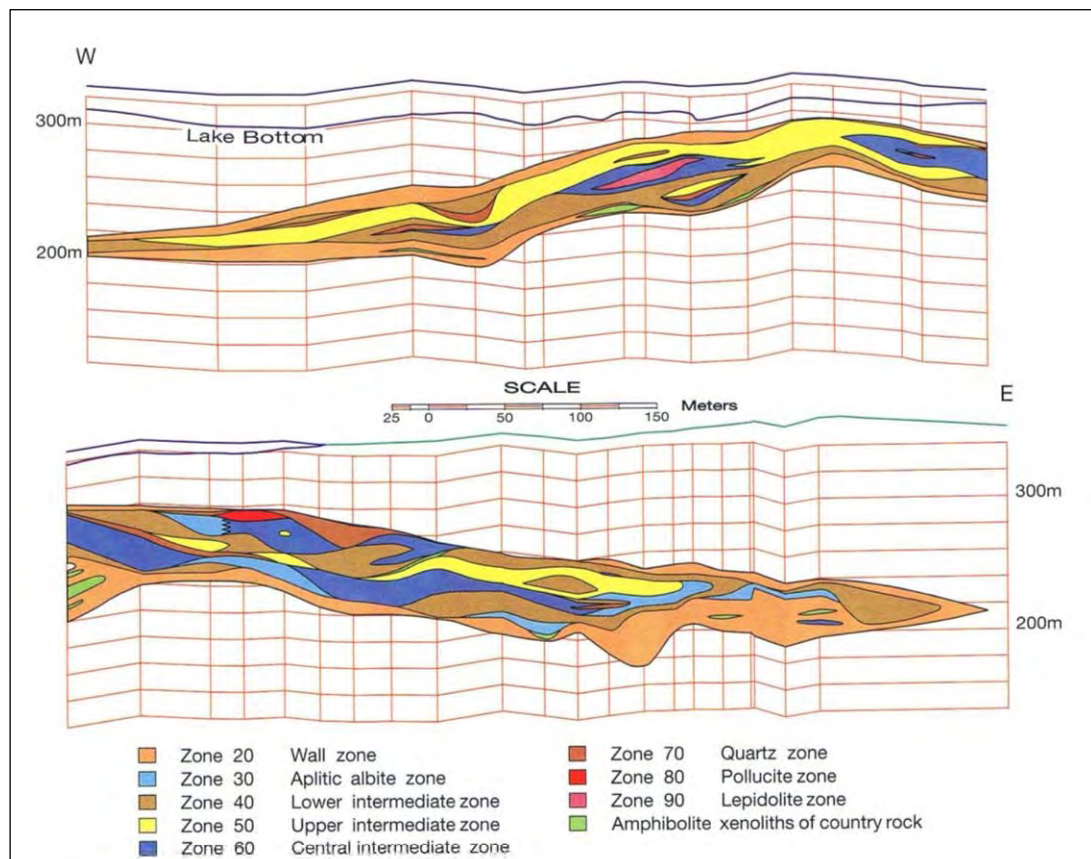 W
300m
Lake Bottom
200m
SCALE
25 0 50 100 150 Meters
E
300m
200m
Zone 20 Wall zone
Zone 30 Aplitic albite zone
Zone 40 Lower intermediate zone
Zone 50 Upper intermediate zone
Zone 60 Central intermediate zone
Zone 70 Quartz zone
Zone 80 Pollucite zone
Zone 90 Lepidolite zone
Amphibolite xenoliths of country rock